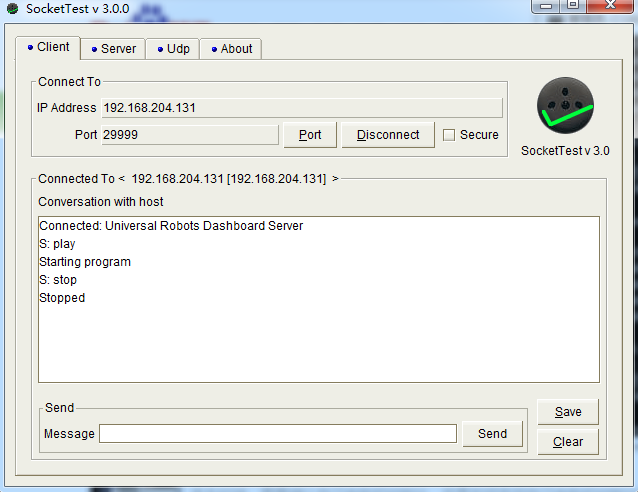 SocketTest v 3.0.0
Client Server Udp About
Connect To
IP Address 192.168.204.131
Port 29999 Port Disconnect Secure
SocketTest v 3.0
Connected To < 192.168.204.131 [192.168.204.131] >
Conversation with host
Connected: Universal Robots Dashboard Server
S: play
Starting program
S: stop
Stopped
Send
Message Send
Save
Clear